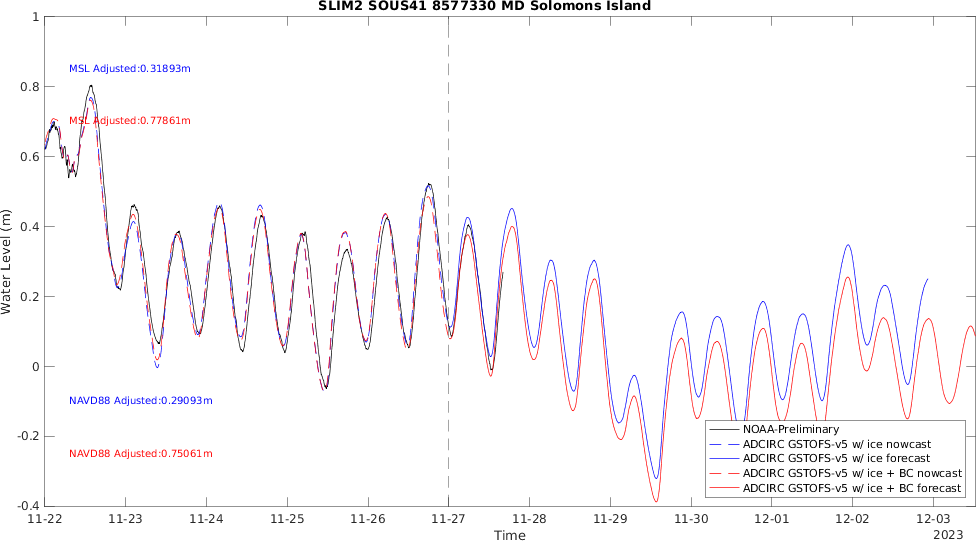 SLIM2 SOUS41 8577330 MD Solomons Island
1
0.8
0.6
0.4
0.2
0
-0.2
-0.4
Water Level (m)
MSL Adjusted:0.31893m
MSL Adjusted:0.77861m
NAVD88 Adjusted:0.29093m
NAVD88 Adjusted:0.75061m
NOAA-Preliminary
ADCIRC GSTOFS-v5 w/ ice nowcast
ADCIRC GSTOFS-v5 w/ ice forecast
ADCIRC GSTOFS-v5 w/ ice + BC nowcast
ADCIRC GSTOFS-v5 w/ ice + BC forecast
11-22 11-23 11-24 11-25 11-26 11-27 11-28 11-29 11-30 12-01 12-02 12-03
Time
2023